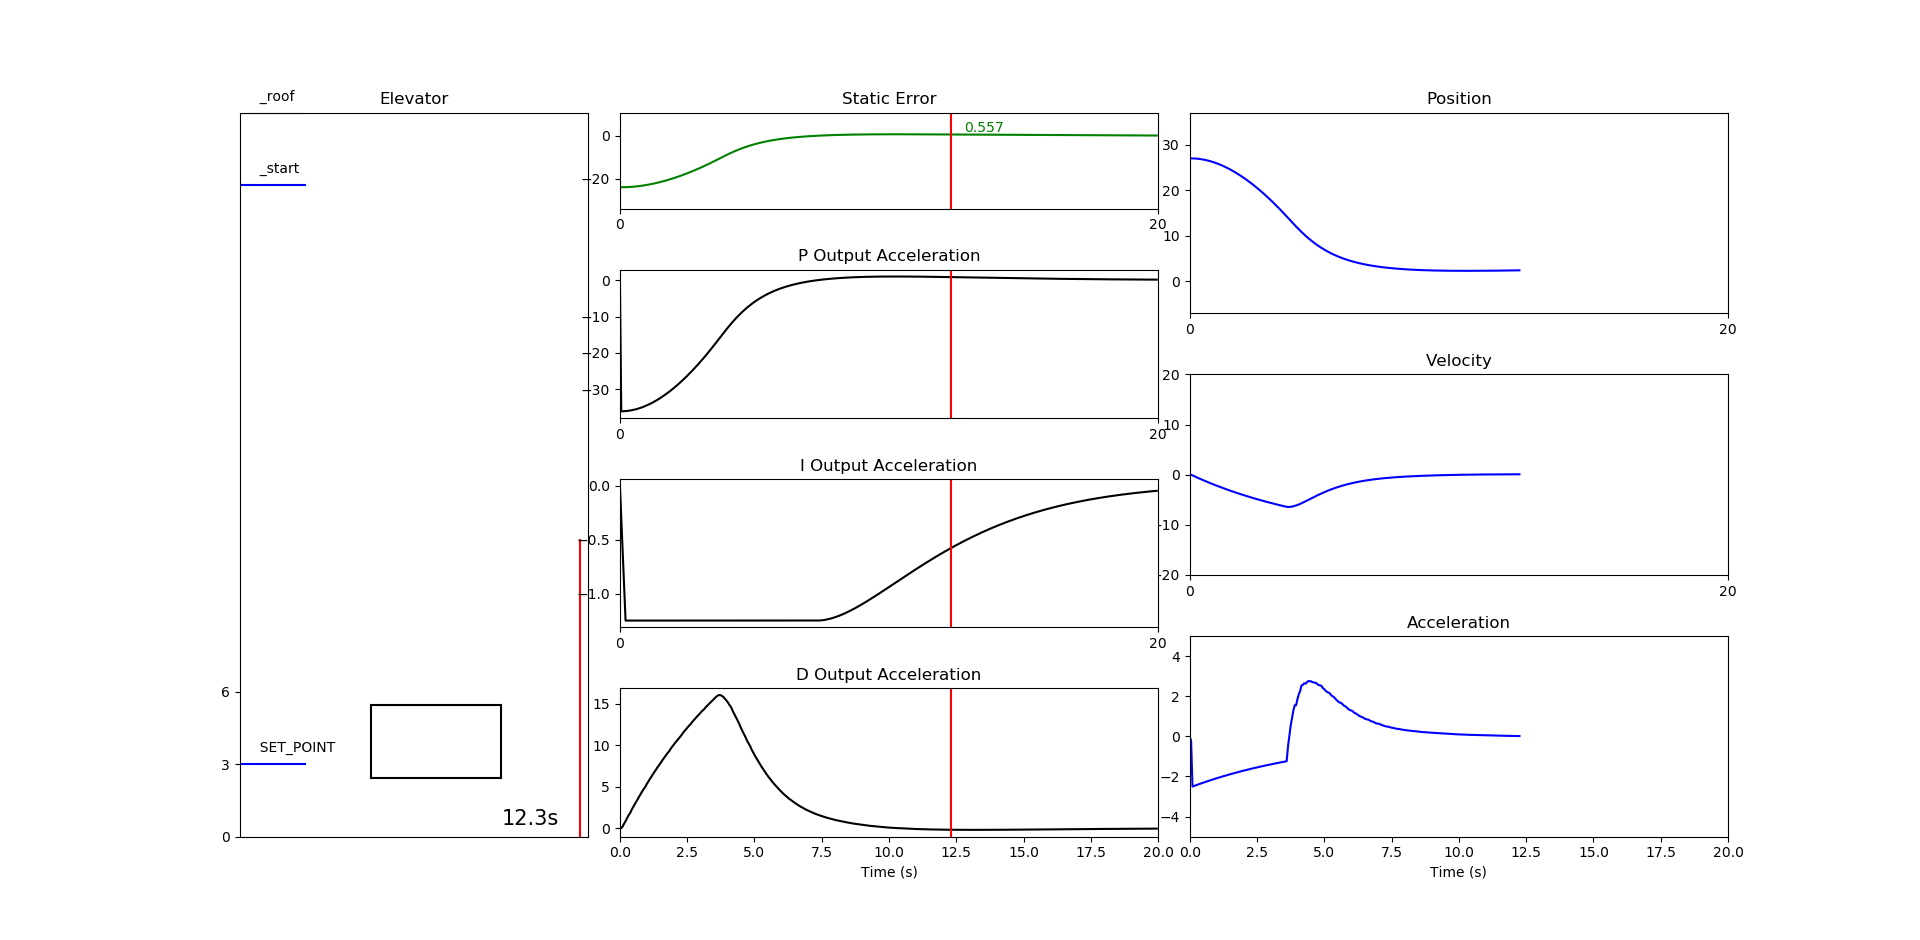 _roof
Elevator
_start
6
SET_POINT
3
12.3s
0
Static Error
0.557
0
−20
0
20
P Output Acceleration
0
−10
−20
−30
0
20
I Output Acceleration
0.0
−0.5
−1.0
0
20
D Output Acceleration
15
10
5
0
0.0 2.5 5.0 7.5 10.0 12.5 15.0 17.5 20.0
Time (s)
Position
30
20
10
0
0
20
Velocity
20
10
0
-10
-20
0
20
Acceleration
4
2
0
−2
−4
0.0 2.5 5.0 7.5 10.0 12.5 15.0 17.5 20.0
Time (s)